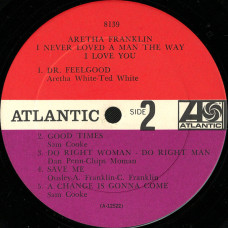 8139
ARETHA FRANKLIN
I NEVER LOVED A MAN THE WAY
I LOVE YOU
1. DR. FEELGOOD
Aretha White-Ted White
ATLANTIC
SIDE 2
ATLANTIC
2. GOOD TIMES
Sam Cooke
3. DO RIGHT WOMAN - DO RIGHT MAN
Dan Penn-Chips Moman
4. SAVE ME
Ousley-A. Franklin-C. Franklin
5. A CHANGE IS GONNA COME
Sam Cooke